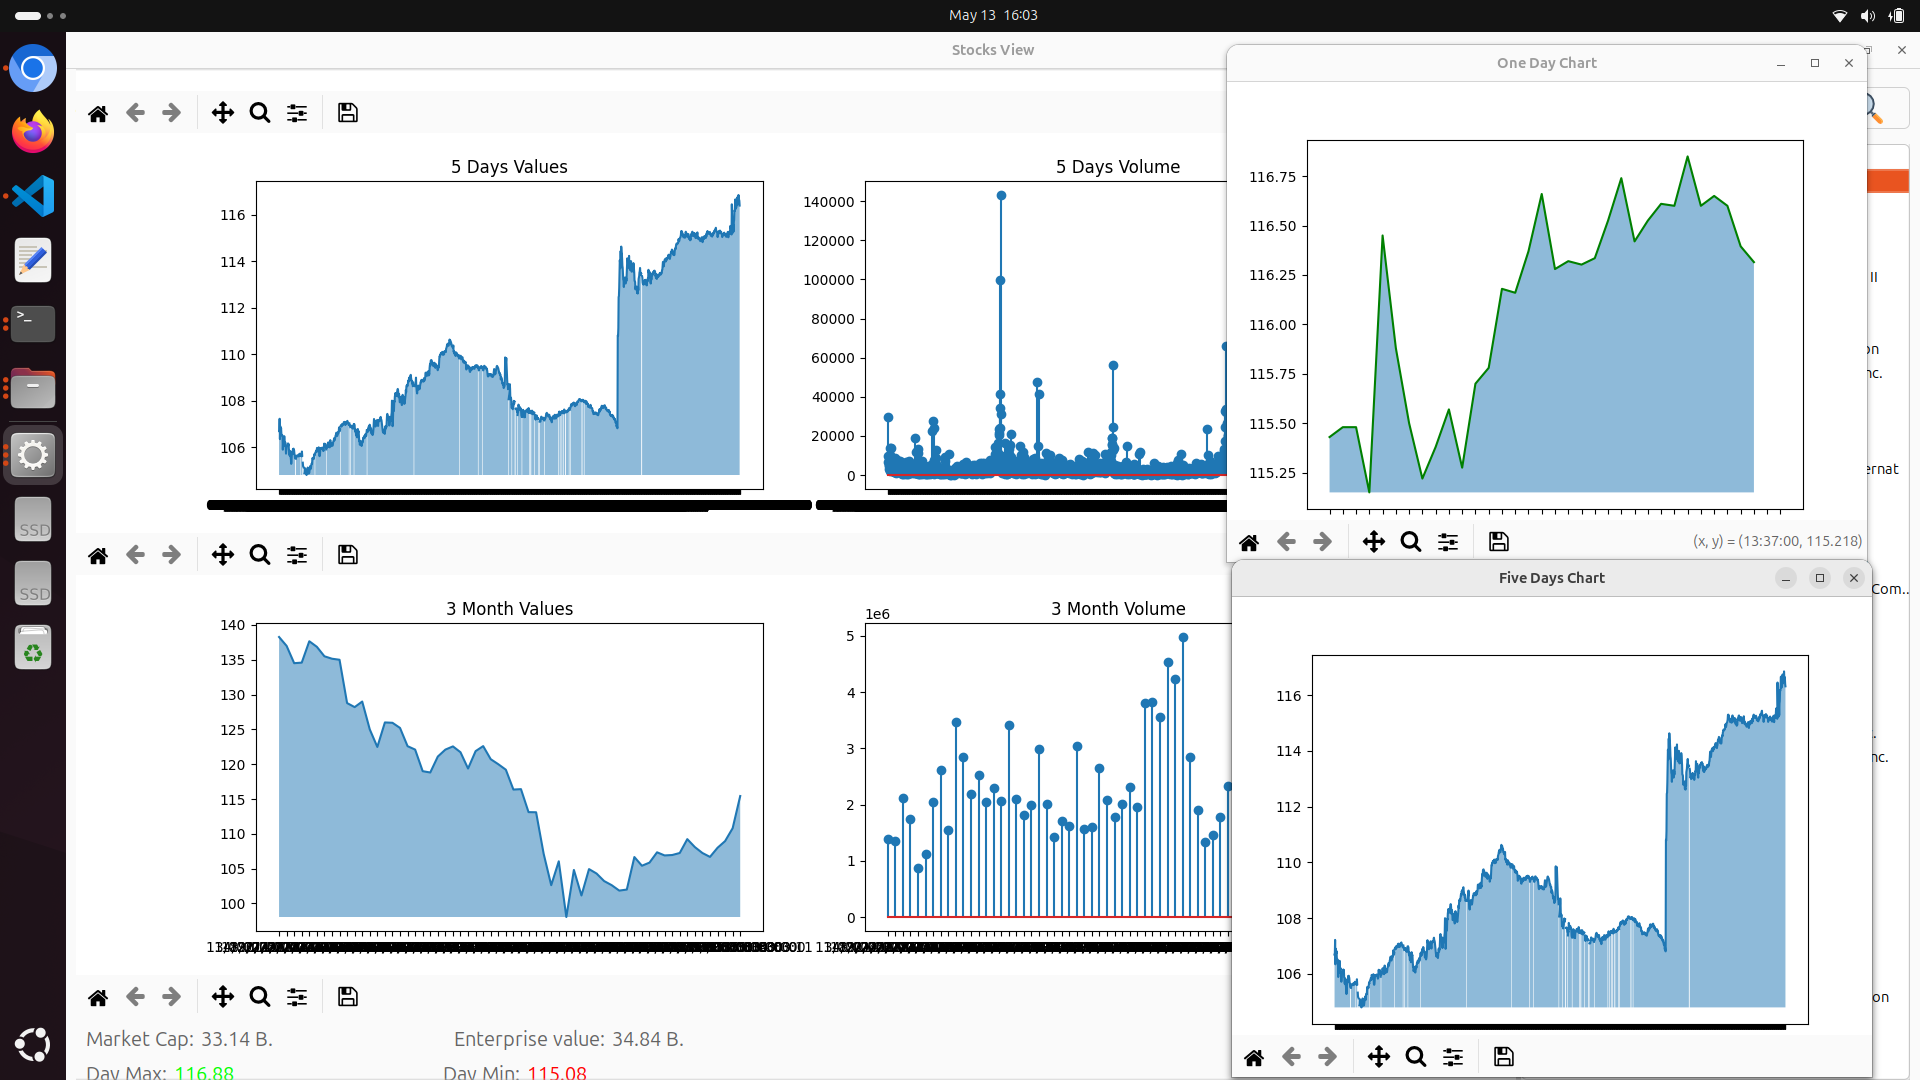 May 13 16:03
Stocks View
One Day Chart
5 Days Values
5 Days Volume
116
114
112
110
108
106
140000
120000
100000
80000
60000
40000
20000
0
116.75
116.50
116.25
116.00
115.75
115.50
115.25
(x, y) = (13:37:00, 115.218)
II
on
nc.
ernat
Com..
.
nc.
on
3 Month Values
3 Month Volume
140
135
130
125
120
115
110
105
100
1e6
5
4
3
2
1
0
Five Days Chart
116
114
112
110
108
106
Market Cap: 33.14 B.
Enterprise value: 34.84 B.
Day Max: 116.88
Day Min: 115.08
>_
SSD
SSD